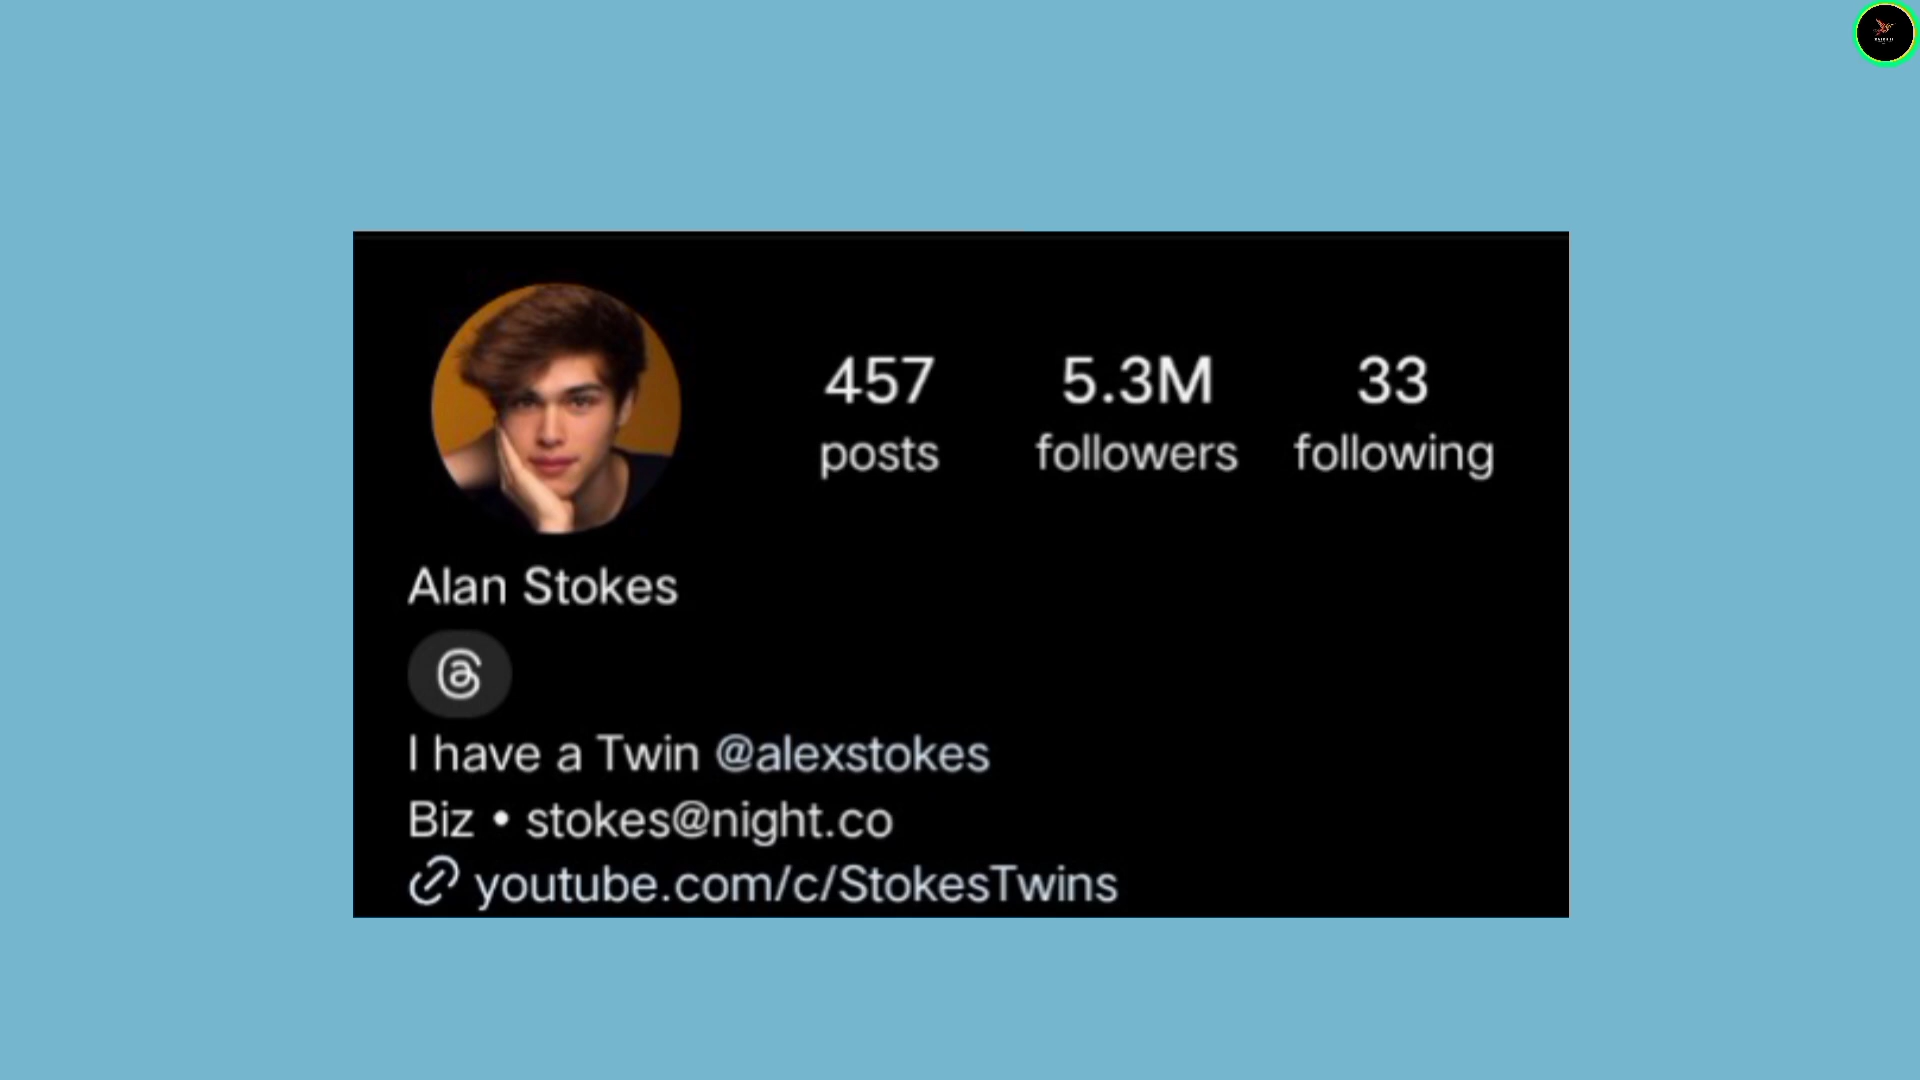 457 5.3M 33
posts followers following
Alan Stokes
I have a Twin @alexstokes
Biz • stokes@night.co
youtube.com/c/StokesTwins